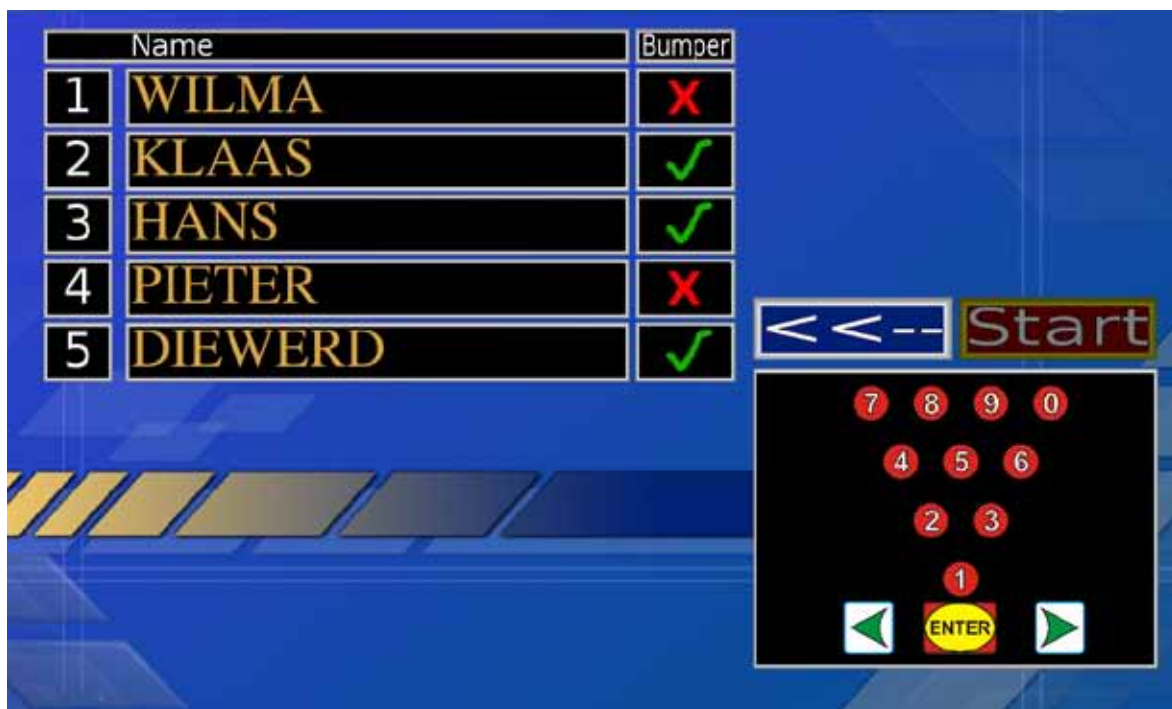 Name Bumper
1 WILMA X
2 KLAAS √
3 HANS √
4 PIETER X
5 DIEWERD √
<<-- Start
7 8 9 0
4 5 6
2 3
1
ENTER